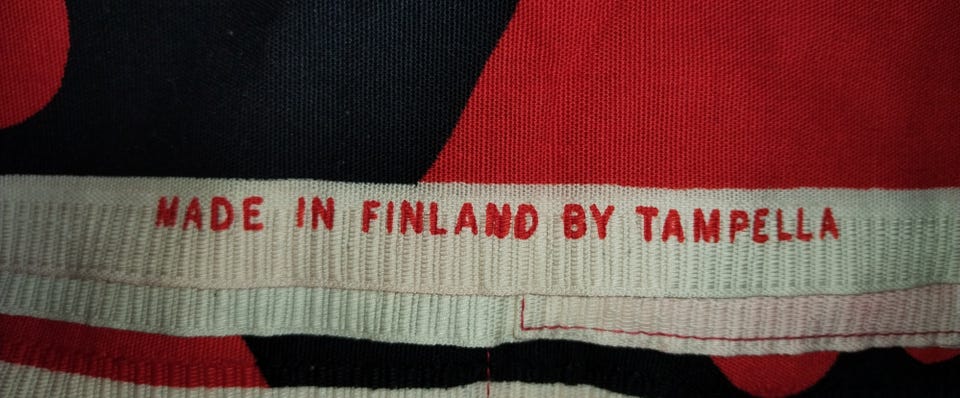 MADE IN FINLAND BY TAMPELLA